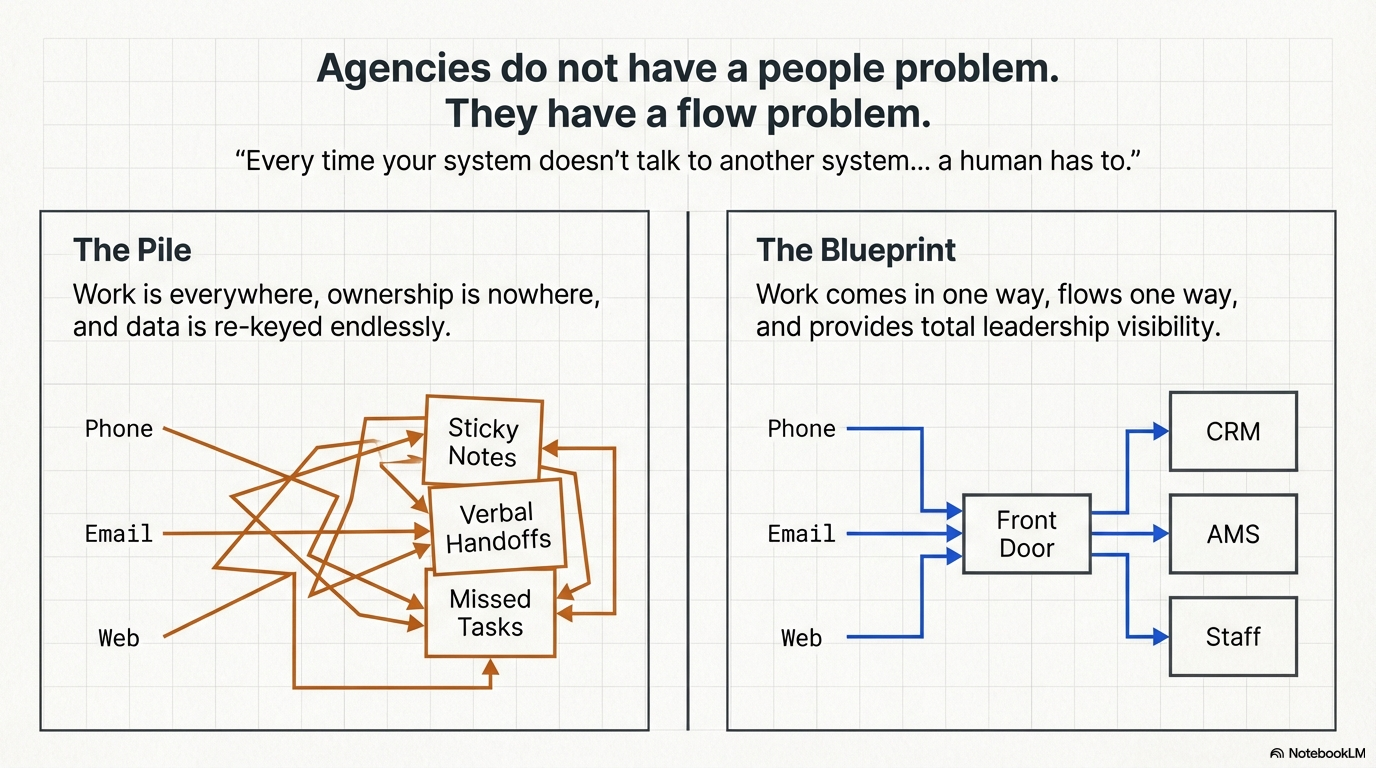 Agencies do not have a people problem.
They have a flow problem.
“Every time your system doesn’t talk to another system... a human has to.”
The Pile
Work is everywhere, ownership is nowhere,
and data is re-keyed endlessly.
Phone
Email
Web
Sticky
Notes
Verbal
Handoffs
Missed
Tasks
The Blueprint
Work comes in one way, flows one way,
and provides total leadership visibility.
Phone
Email
Web
Front
Door
CRM
AMS
Staff
NotebookLM